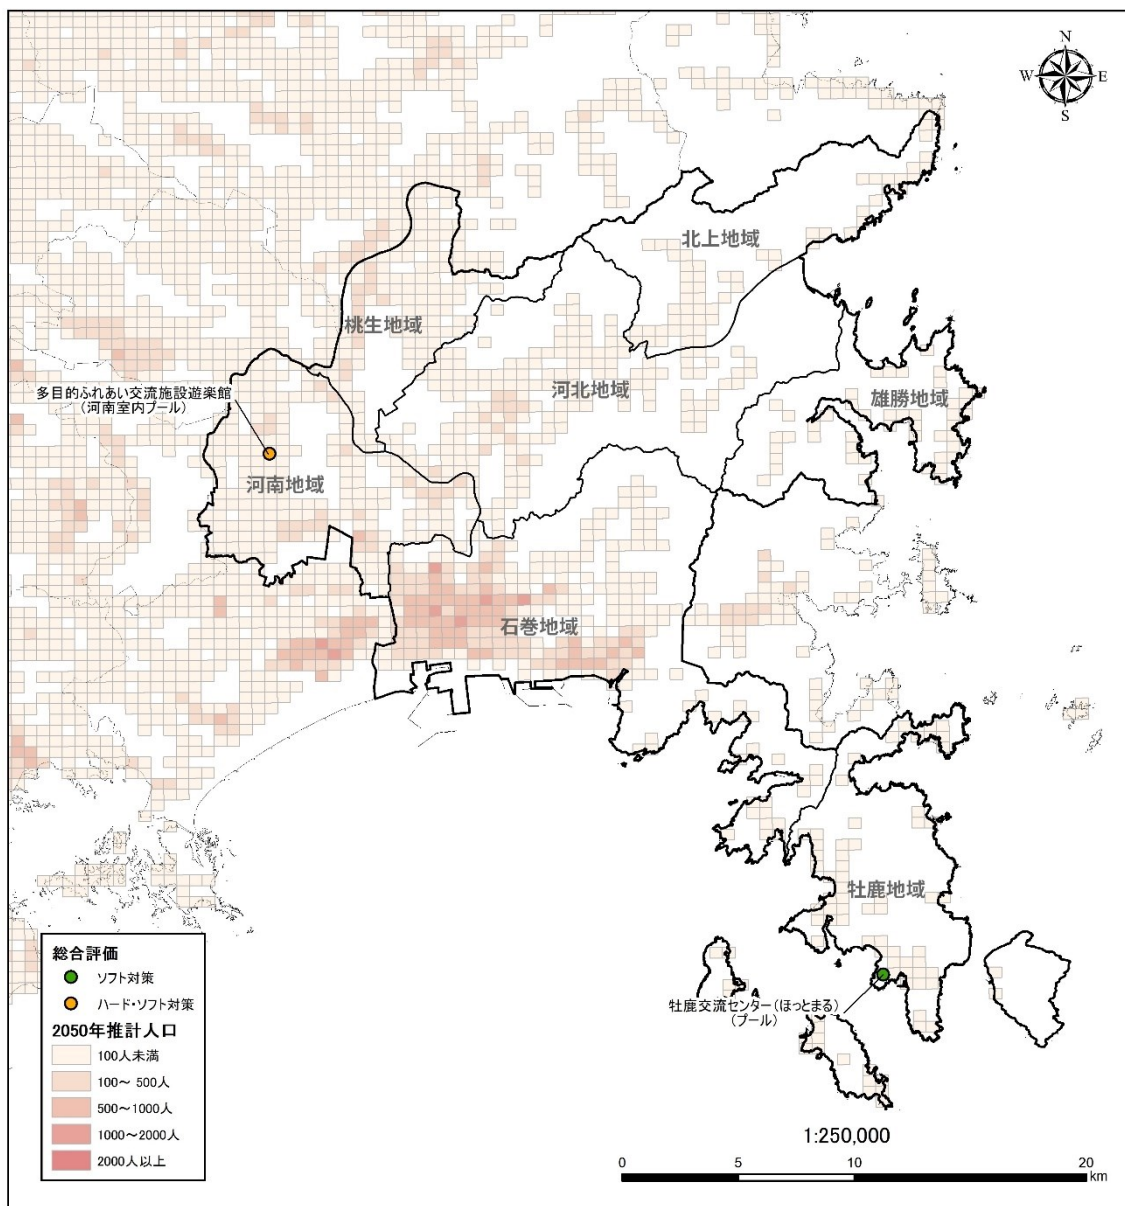 N
W
E
S
北上地域
桃生地域
河北地域
雄勝地域
多目的ふれあい交流施設遊楽館
(河南室内プール)
河南地域
石巻地域
牡鹿地域
牡鹿交流センター(ほっとまる)
(プール)
総合評価
ソフト対策
ハード・ソフト対策
2050年推計人口
100人未満
100～ 500人
500～1000人
1000～2000人
2000人以上
1:250,000
0 5 10 20
km